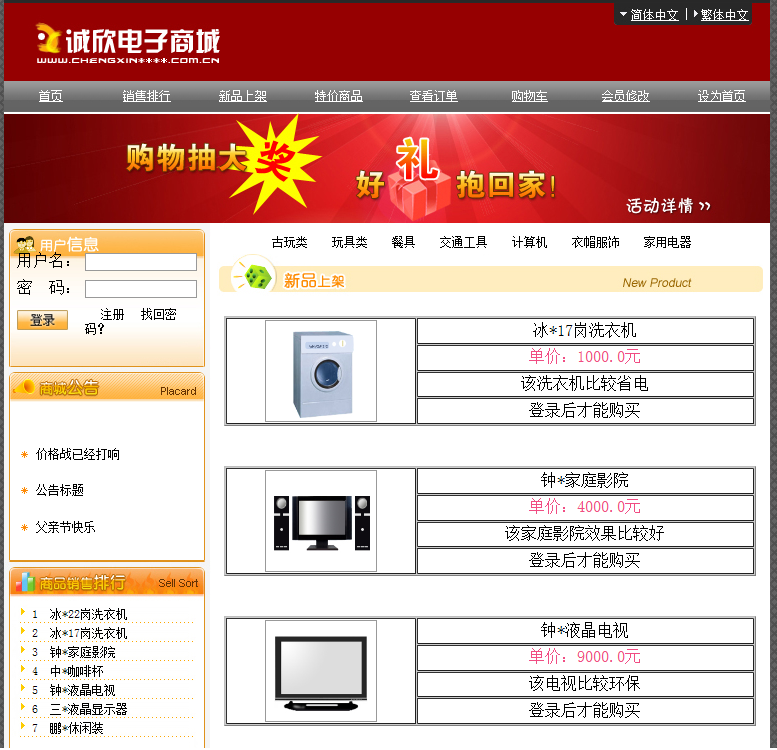 简体中文 | 繁体中文
诚欣电子商城
WWW.CHENGXIN****.COM.CN
首页 销售排行 新品上架 特价商品 查看订单 购物车 会员修改 设为首页
购物抽大奖
好礼抱回家!
活动详情 >>
用户信息
用户名:
密 码:
登录 注册 找回密
码?
商城公告 Placard
价格战已经打响
公告标题
父亲节快乐
商品销售排行 Sell Sort
1 冰*22岗洗衣机
2 冰*17岗洗衣机
3 钟*家庭影院
4 中*咖啡杯
5 钟*液晶电视
6 三*液晶显示器
7 鹏*休闲装
古玩类 玩具类 餐具 交通工具 计算机 衣帽服饰 家用电器
新品上架 New Product
冰*17岗洗衣机
单价: 1000.0元
该洗衣机比较省电
登录后才能购买
钟*家庭影院
单价: 4000.0元
该家庭影院效果比较好
登录后才能购买
钟*液晶电视
单价: 9000.0元
该电视比较环保
登录后才能购买